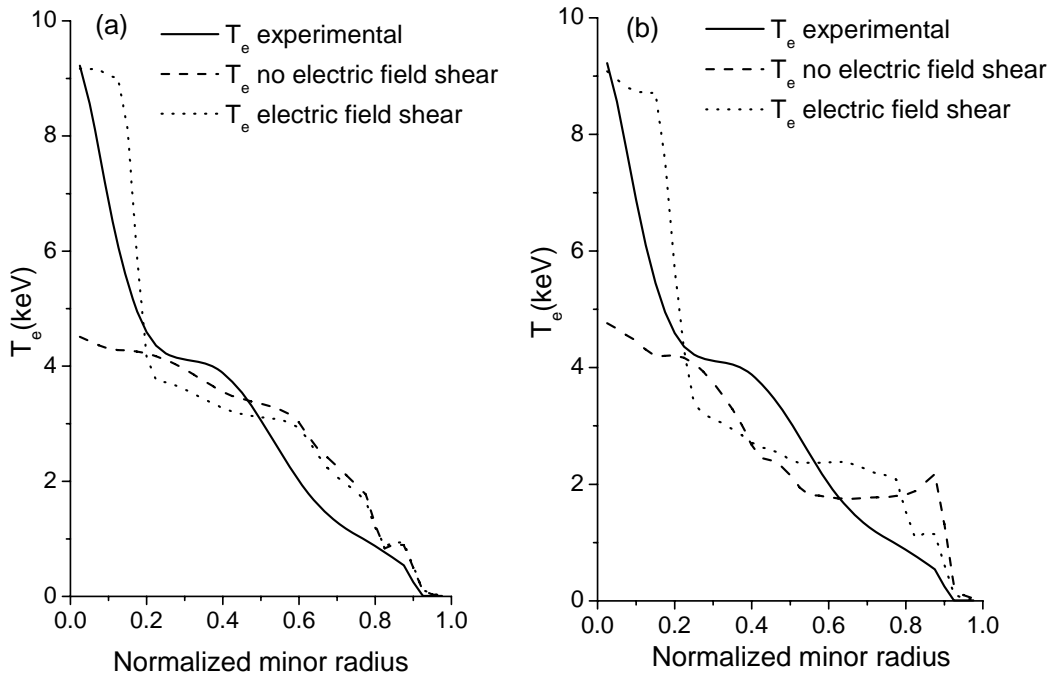 (a)
T_e experimental
T_e no electric field shear
T_e electric field shear
10
8
6
4
2
0
T_e(keV)
0.0 0.2 0.4 0.6 0.8 1.0
Normalized minor radius
(b)
T_e experimental
T_e no electric field shear
T_e electric field shear
10
8
6
4
2
0
T_e(keV)
0.0 0.2 0.4 0.6 0.8 1.0
Normalized minor radius